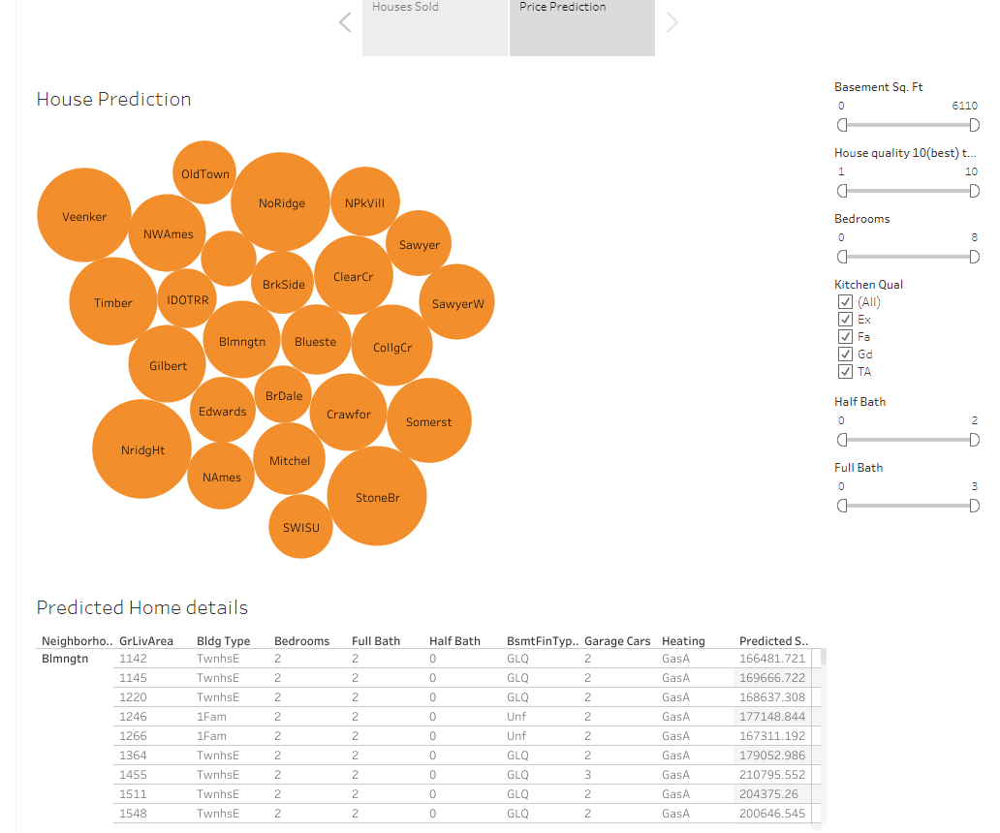 Houses Sold
Price Prediction
House Prediction
OldTown
NoRidge
NPkVill
Veenker
NWAmes
Sawyer
BrkSide
ClearCr
Timber
IDOTRR
SawyerW
Blmngtn
Blueste
CollgCr
Gilbert
BrDale
Edwards
Crawfor
Somerst
NridgHt
Mitchel
NAmes
StoneBr
SWISU
Basement Sq. Ft
0 6110
House quality 10(best) t...
1 10
Bedrooms
0 8
Kitchen Qual
(All)
Ex
Fa
Gd
TA
Half Bath
0 2
Full Bath
0 3
Predicted Home details
Neighborho.. GrLivArea Bldg Type Bedrooms Full Bath Half Bath BsmtFinTyp.. Garage Cars Heating Predicted S..
Blmngtn 1142 TwnhsE 2 2 0 GLQ 2 GasA 166481.721
1145 TwnhsE 2 2 0 GLQ 2 GasA 169666.722
1220 TwnhsE 2 2 0 GLQ 2 GasA 168637.308
1246 1Fam 2 2 0 Unf 2 GasA 177148.844
1266 1Fam 2 2 0 Unf 2 GasA 167311.192
1364 TwnhsE 2 2 0 GLQ 2 GasA 179052.986
1455 TwnhsE 2 2 0 GLQ 3 GasA 210795.552
1511 TwnhsE 2 2 0 GLQ 2 GasA 204375.26
1548 TwnhsE 2 2 0 GLQ 2 GasA 200646.545